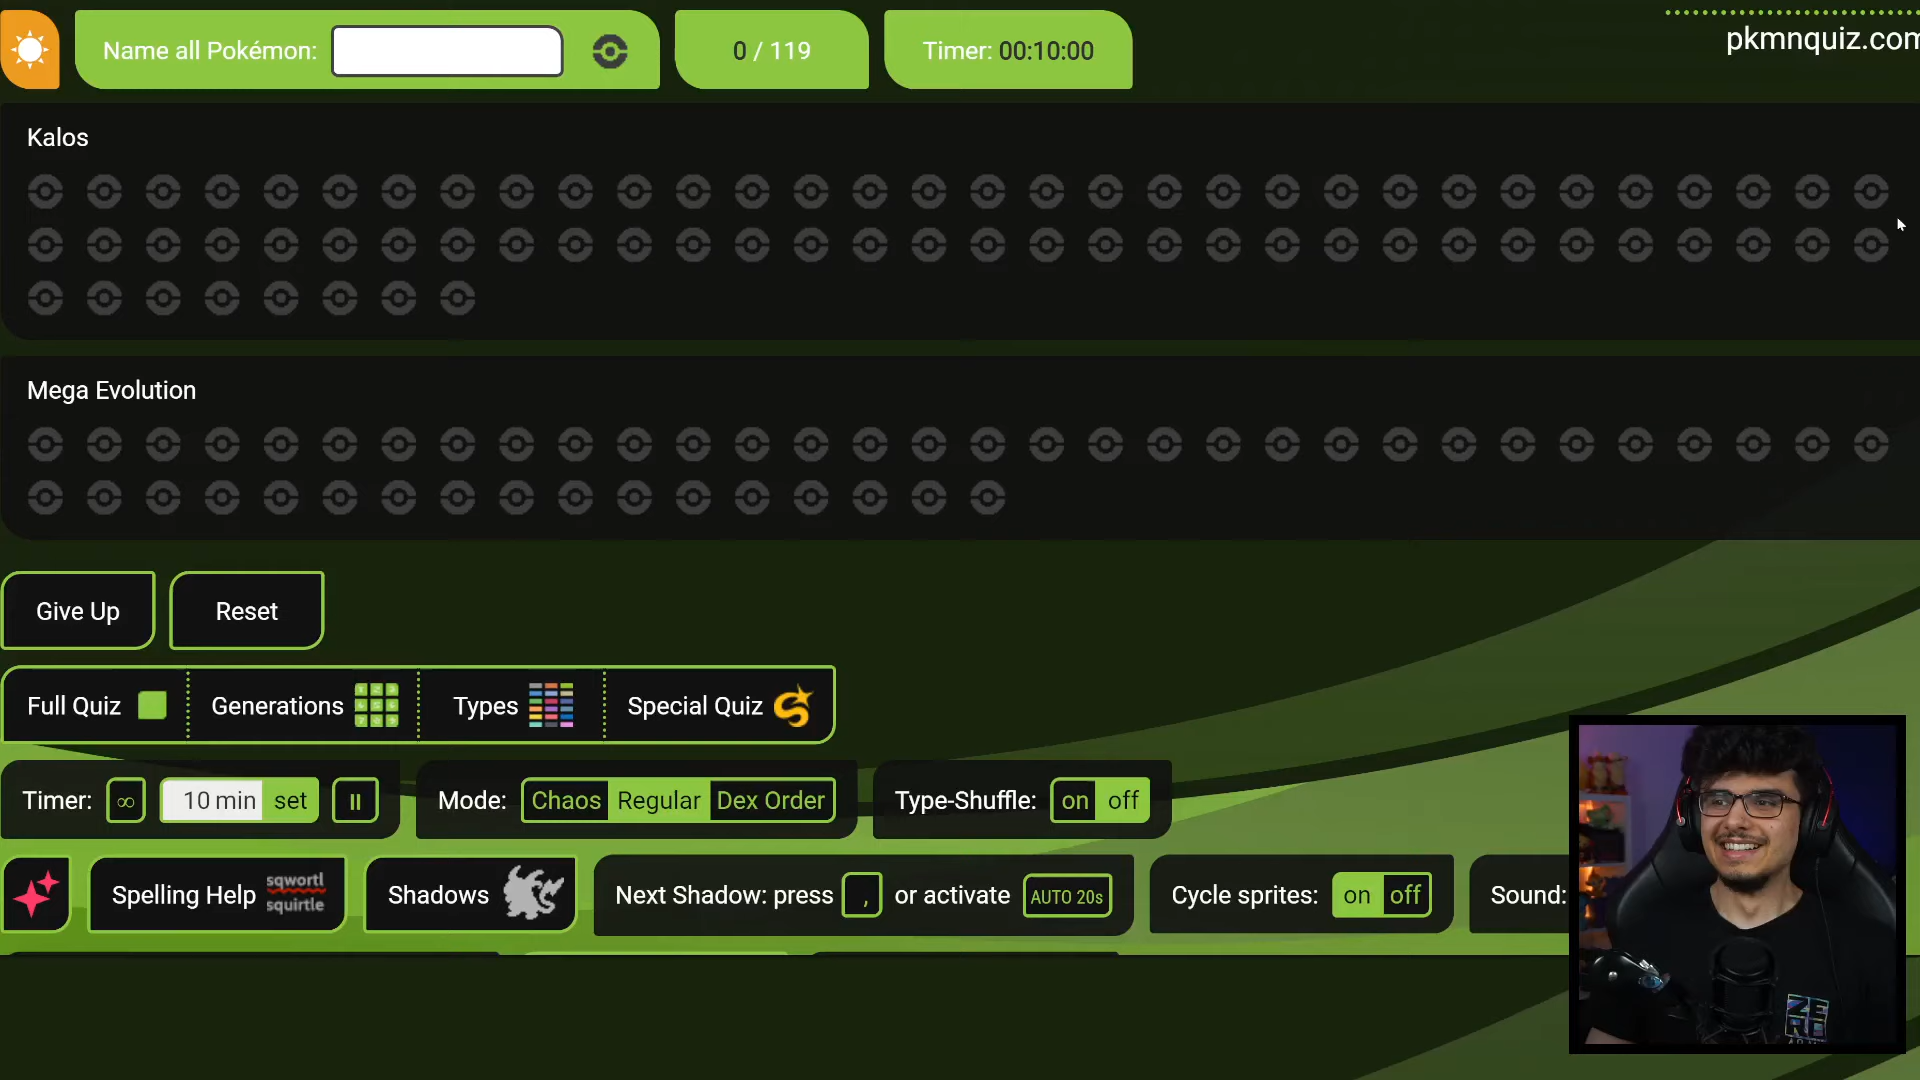 Name all Pokémon:
0 / 119
Timer: 00:10:00
pkmnquiz.com
Kalos
Mega Evolution
Give Up
Reset
Full Quiz
Generations
Types
Special Quiz
Timer: ∞ 10 min set
Mode: Chaos Regular Dex Order
Type-Shuffle: on off
Spelling Help
sqwortl
squirtle
Shadows
Next Shadow: press , or activate AUTO 20s
Cycle sprites: on off
Sound:
ZE